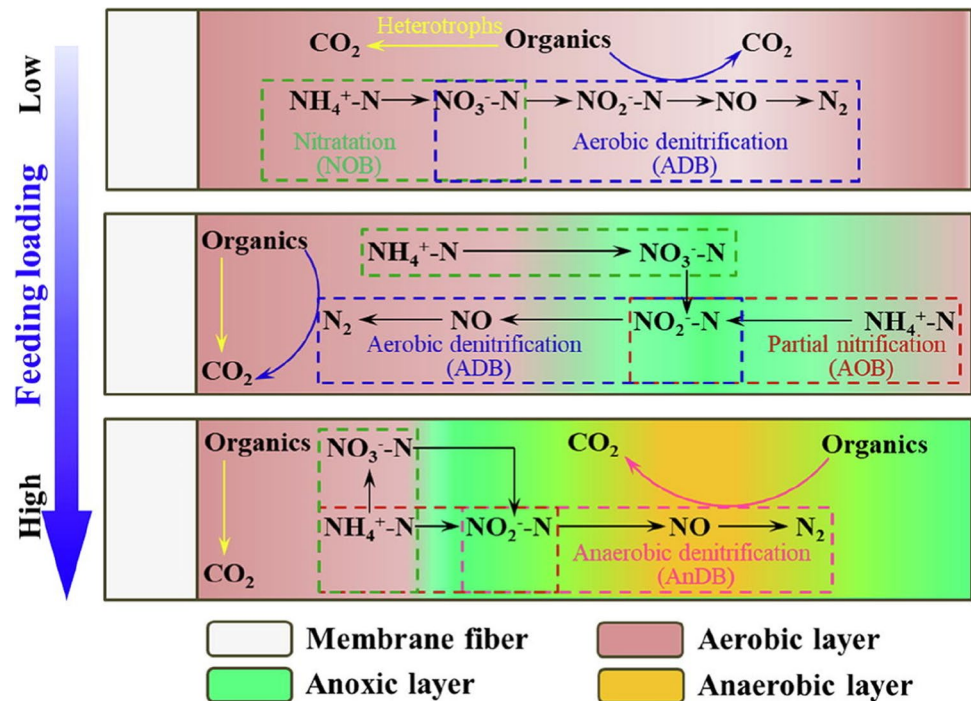 Feeding loading
Low
High
CO₂ Heterotrophs Organics CO₂
NH₄⁺-N NO₃⁻-N NO₂⁻-N NO N₂
Nitratation
(NOB)
Aerobic denitrification
(ADB)
Organics
NH₄⁺-N NO₃⁻-N
N₂ NO NO₂⁻-N NH₄⁺-N
CO₂
Aerobic denitrification
(ADB)
Partial nitrification
(AOB)
Organics NO₃⁻-N CO₂ Organics
NH₄⁺-N NO₂⁻-N NO N₂
CO₂
Anaerobic denitrification
(AnDB)
Membrane fiber Aerobic layer
Anoxic layer Anaerobic layer